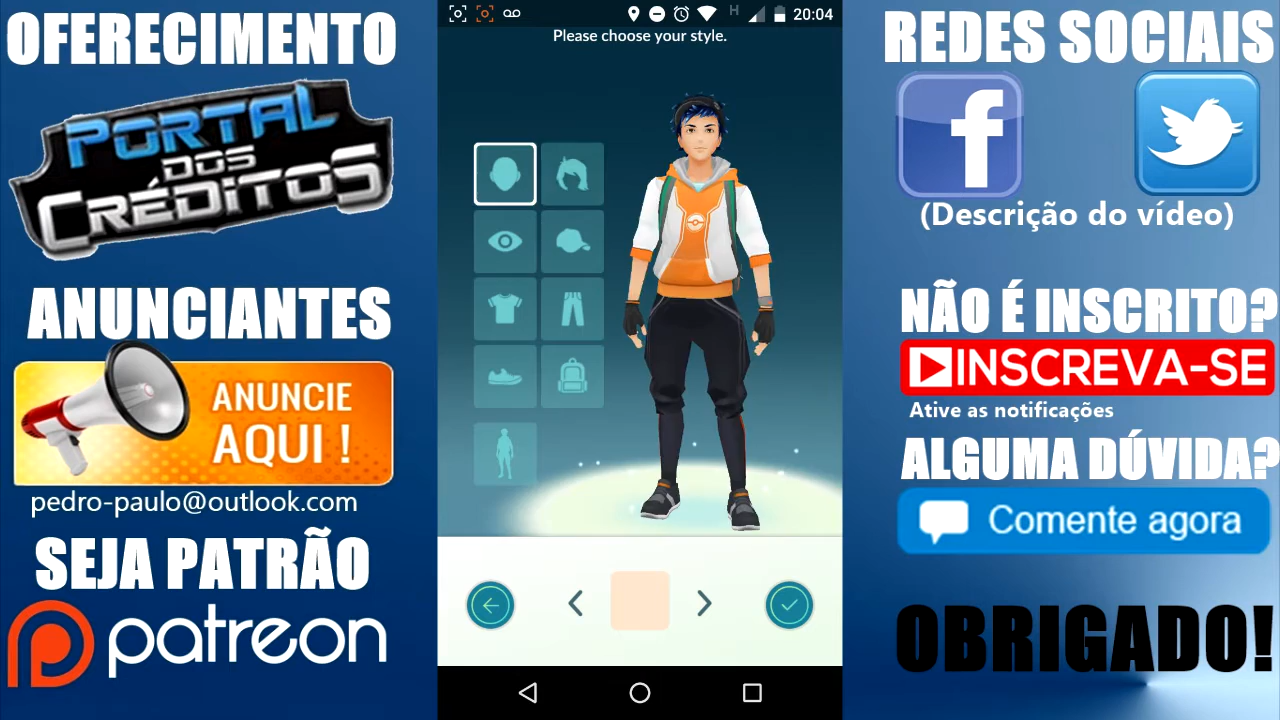 OFERECIMENTO
PORTAL
DOS
CRÉDITOS
ANUNCIANTES
ANUNCIE
AQUI !
pedro-paulo@outlook.com
SEJA PATRÃO
patreon
H
20:04
Please choose your style.
REDES SOCIAIS
f
(Descrição do vídeo)
NÃO É INSCRITO?
INSCREVA-SE
Ative as notificações
ALGUMA DÚVIDA?
Comente agora
OBRIGADO!